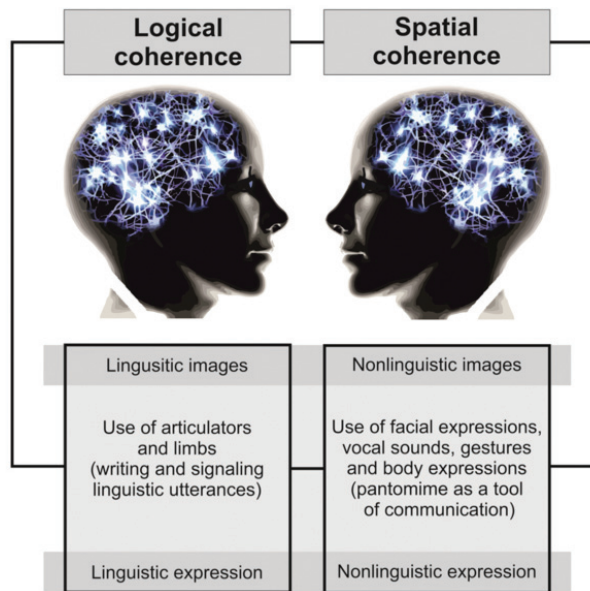 Logical
coherence
Spatial
coherence
Lingusitic images
Use of articulators
and limbs
(writing and signaling
linguistic utterances)
Linguistic expression
Nonlinguistic images
Use of facial expressions,
vocal sounds, gestures
and body expressions
(pantomime as a tool
of communication)
Nonlinguistic expression